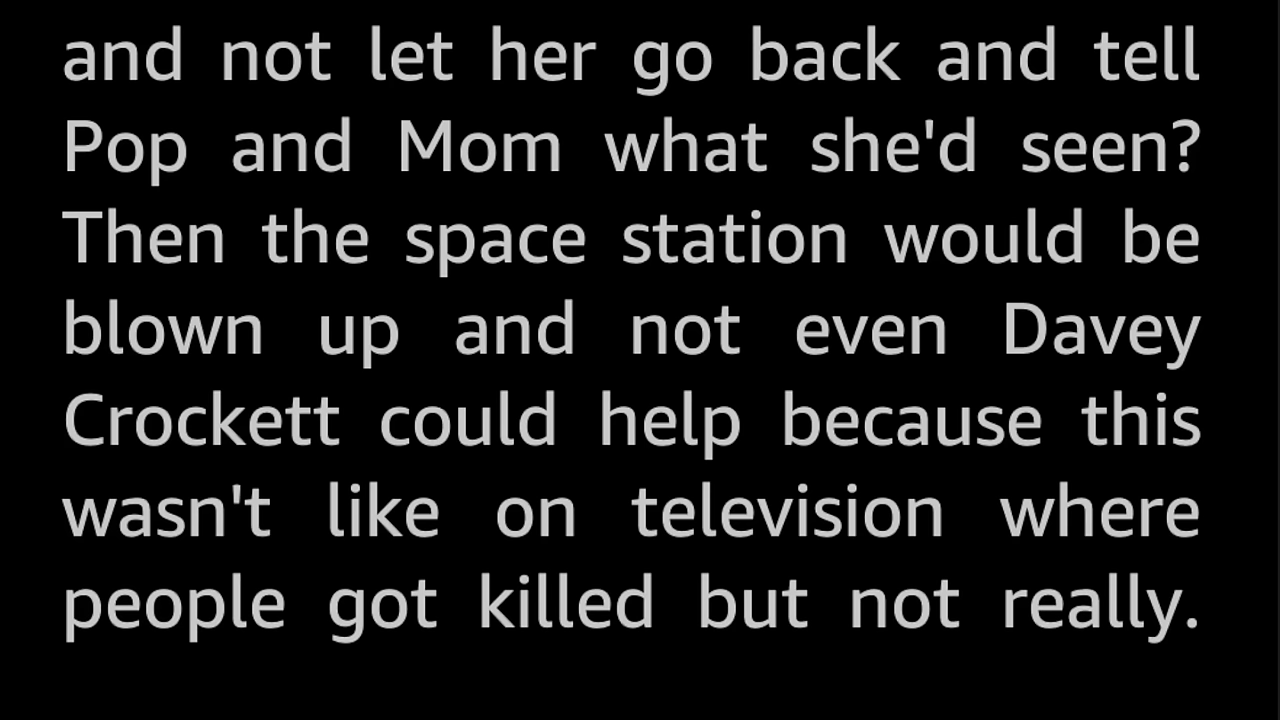 and not let her go back and tell
Pop and Mom what she'd seen?
Then the space station would be
blown up and not even Davey
Crockett could help because this
wasn't like on television where
people got killed but not really.